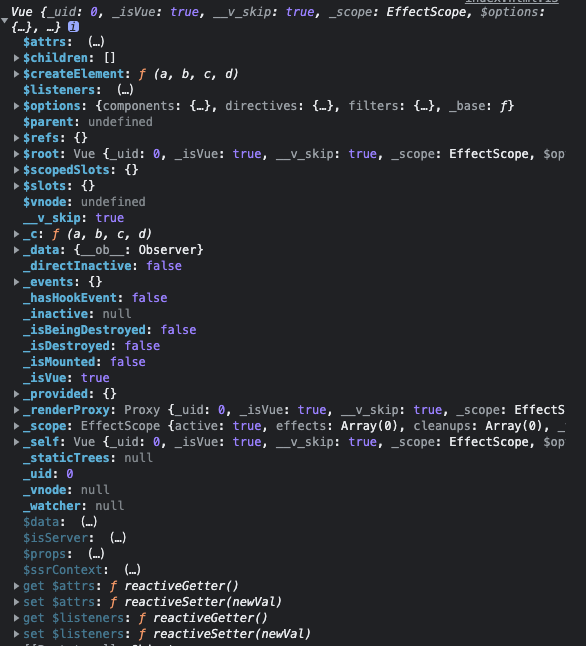 Vue {_uid: 0, _isVue: true, __v_skip: true, _scope: EffectScope, $options:
{…}, …} i
$attrs: (…)
$children: []
$createElement: ƒ (a, b, c, d)
$listeners: (…)
$options: {components: {…}, directives: {…}, filters: {…}, _base: ƒ}
$parent: undefined
$refs: {}
$root: Vue {_uid: 0, _isVue: true, __v_skip: true, _scope: EffectScope, $op
$scopedSlots: {}
$slots: {}
$vnode: undefined
__v_skip: true
_c: ƒ (a, b, c, d)
_data: {__ob__: Observer}
_directInactive: false
_events: {}
_hasHookEvent: false
_inactive: null
_isBeingDestroyed: false
_isDestroyed: false
_isMounted: false
_isVue: true
_provided: {}
_renderProxy: Proxy {_uid: 0, _isVue: true, __v_skip: true, _scope: EffectS
_scope: EffectScope {active: true, effects: Array(0), cleanups: Array(0), _
_self: Vue {_uid: 0, _isVue: true, __v_skip: true, _scope: EffectScope, $op
_staticTrees: null
_uid: 0
_vnode: null
_watcher: null
$data: (…)
$isServer: (…)
$props: (…)
$ssrContext: (…)
get $attrs: ƒ reactiveGetter()
set $attrs: ƒ reactiveSetter(newVal)
get $listeners: ƒ reactiveGetter()
set $listeners: ƒ reactiveSetter(newVal)